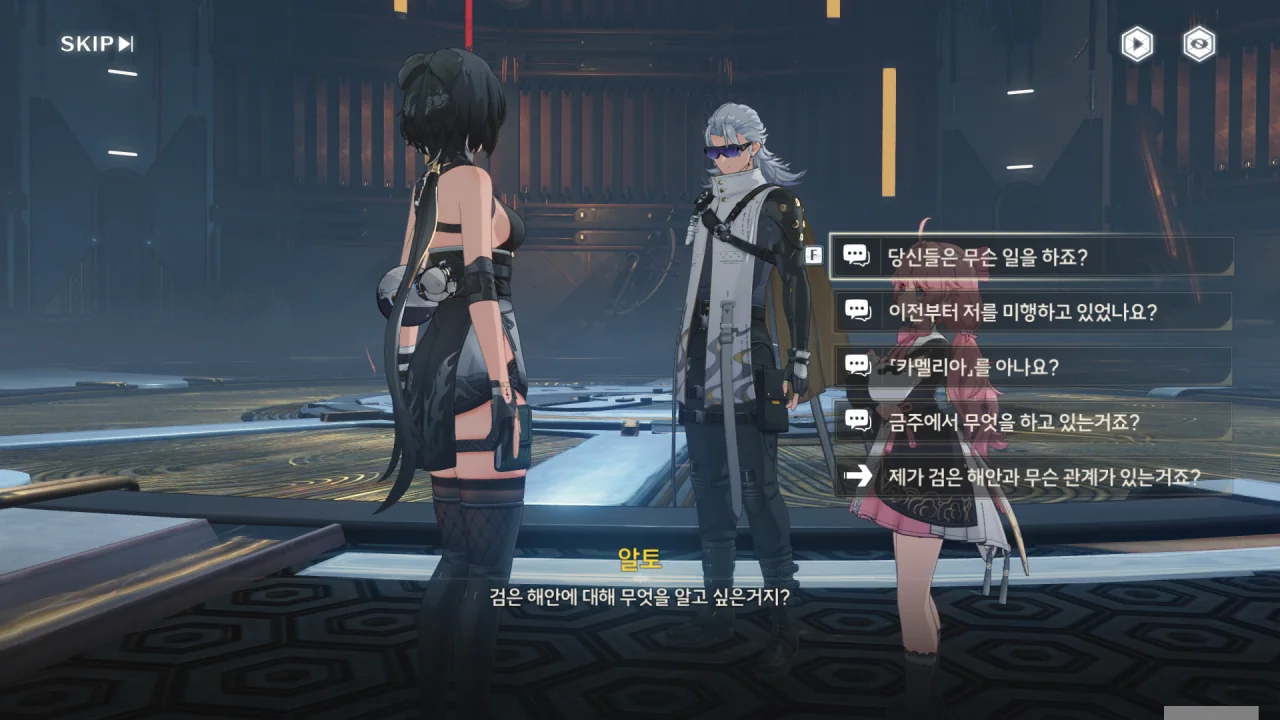 SKIP
F
당신들은 무슨 일을 하죠?
이전부터 저를 미행하고 있었나요?
「카멜리아」를 아나요?
금주에서 무엇을 하고 있는거죠?
제가 검은 해안과 무슨 관계가 있는거죠?
알토
검은 해안에 대해 무엇을 알고 싶은거지?